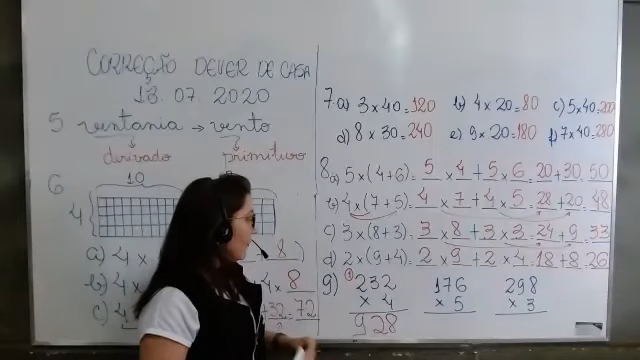 CORREÇÃO DEVER DE CASA
13.07.2020
5 ventania → vento
derivado primitivo
6 10
4
a) 4 × 8)
b) 4 × 4 × 8
c) 4 + 32 = 72
7. a) 3 × 40 = 120 b) 4 × 20 = 80 c) 5 × 40 = 200
d) 8 × 30 = 240 e) 9 × 20 = 180 f) 7 × 40 = 280
8 a) 5 × (4 + 6) = 5 × 4 + 5 × 6 = 20 + 30 = 50
b) 4 × (7 + 5) = 4 × 7 + 4 × 5 = 28 + 20 = 48
c) 3 × (8 + 3) = 3 × 8 + 3 × 3 = 24 + 9 = 33
d) 2 × (9 + 4) = 2 × 9 + 2 × 4 = 18 + 8 = 26
9) 232 176 298
× 4 × 5 × 3
928